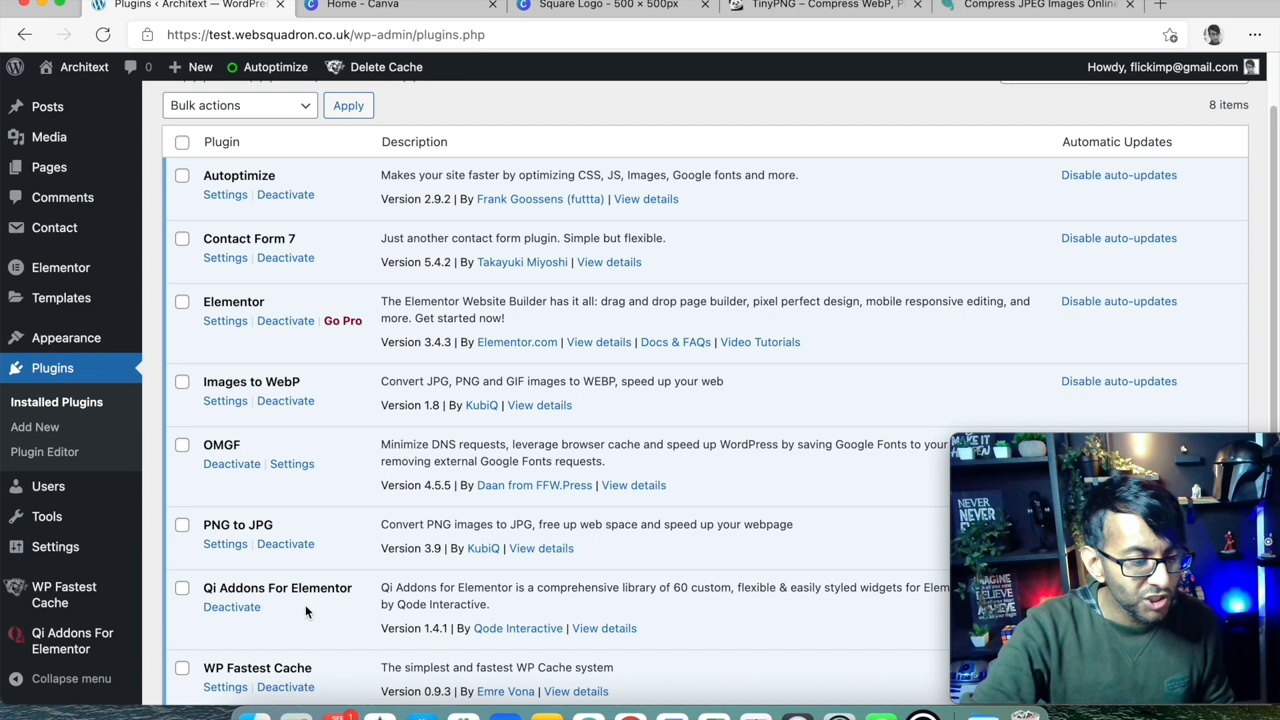 Plugins ‹ Architext — WordPre
Home - Canva
Square Logo - 500 × 500px
TinyPNG – Compress WebP, P
Compress JPEG Images Online
https://test.websquadron.co.uk/wp-admin/plugins.php
Architext
0
New
Autoptimize
Delete Cache
Howdy, flickimp@gmail.com
Posts
Media
Pages
Comments
Contact
Elementor
Templates
Appearance
Plugins
Installed Plugins
Add New
Plugin Editor
Users
Tools
Settings
WP Fastest
Cache
Qi Addons For
Elementor
Collapse menu
Bulk actions
Apply
8 items
Plugin
Description
Automatic Updates
Autoptimize
Settings | Deactivate
Makes your site faster by optimizing CSS, JS, Images, Google fonts and more.
Version 2.9.2 | By Frank Goossens (futtta) | View details
Disable auto-updates
Contact Form 7
Settings | Deactivate
Just another contact form plugin. Simple but flexible.
Version 5.4.2 | By Takayuki Miyoshi | View details
Disable auto-updates
Elementor
Settings | Deactivate | Go Pro
The Elementor Website Builder has it all: drag and drop page builder, pixel perfect design, mobile responsive editing, and
more. Get started now!
Version 3.4.3 | By Elementor.com | View details | Docs & FAQs | Video Tutorials
Disable auto-updates
Images to WebP
Settings | Deactivate
Convert JPG, PNG and GIF images to WEBP, speed up your web
Version 1.8 | By KubiQ | View details
Disable auto-updates
OMGF
Deactivate | Settings
Minimize DNS requests, leverage browser cache and speed up WordPress by saving Google Fonts to your
removing external Google Fonts requests.
Version 4.5.5 | By Daan from FFW.Press | View details
PNG to JPG
Settings | Deactivate
Convert PNG images to JPG, free up web space and speed up your webpage
Version 3.9 | By KubiQ | View details
Qi Addons For Elementor
Deactivate
Qi Addons for Elementor is a comprehensive library of 60 custom, flexible & easily styled widgets for Elem
by Qode Interactive.
Version 1.4.1 | By Qode Interactive | View details
WP Fastest Cache
Settings | Deactivate
The simplest and fastest WP Cache system
Version 0.9.3 | By Emre Vona | View details
MAKE IT
NEVER
NEVER
IMAGINE
BELIEVE
ACHIEVE